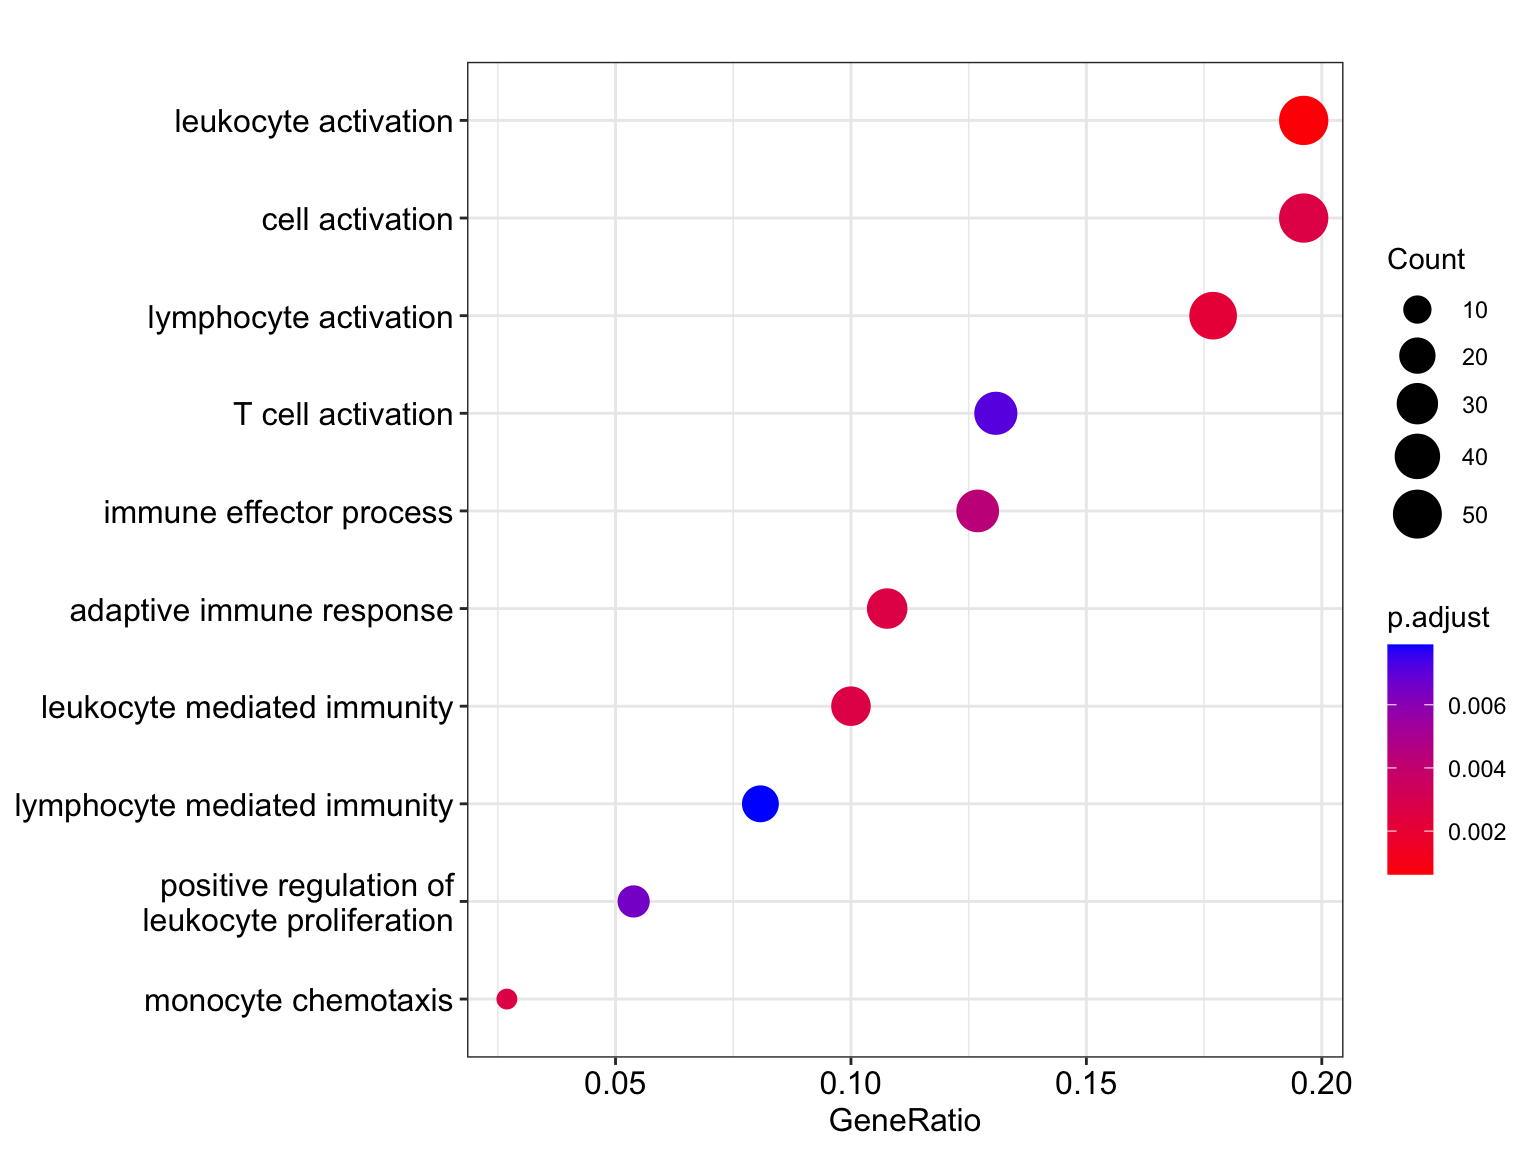 leukocyte activation
cell activation
lymphocyte activation
T cell activation
immune effector process
adaptive immune response
leukocyte mediated immunity
lymphocyte mediated immunity
positive regulation of
leukocyte proliferation
monocyte chemotaxis
0.05 0.10 0.15 0.20
GeneRatio
Count
10
20
30
40
50
p.adjust
0.006
0.004
0.002